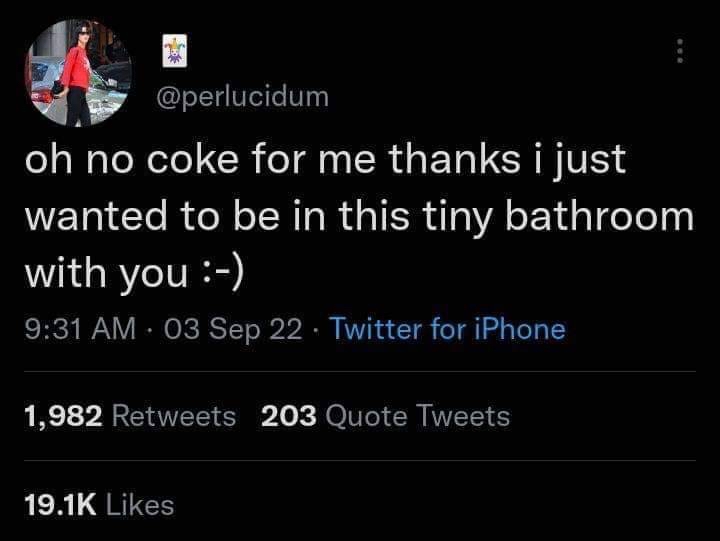 🃏
@perlucidum
oh no coke for me thanks i just
wanted to be in this tiny bathroom
with you :-)
9:31 AM · 03 Sep 22 · Twitter for iPhone
1,982 Retweets 203 Quote Tweets
19.1K Likes